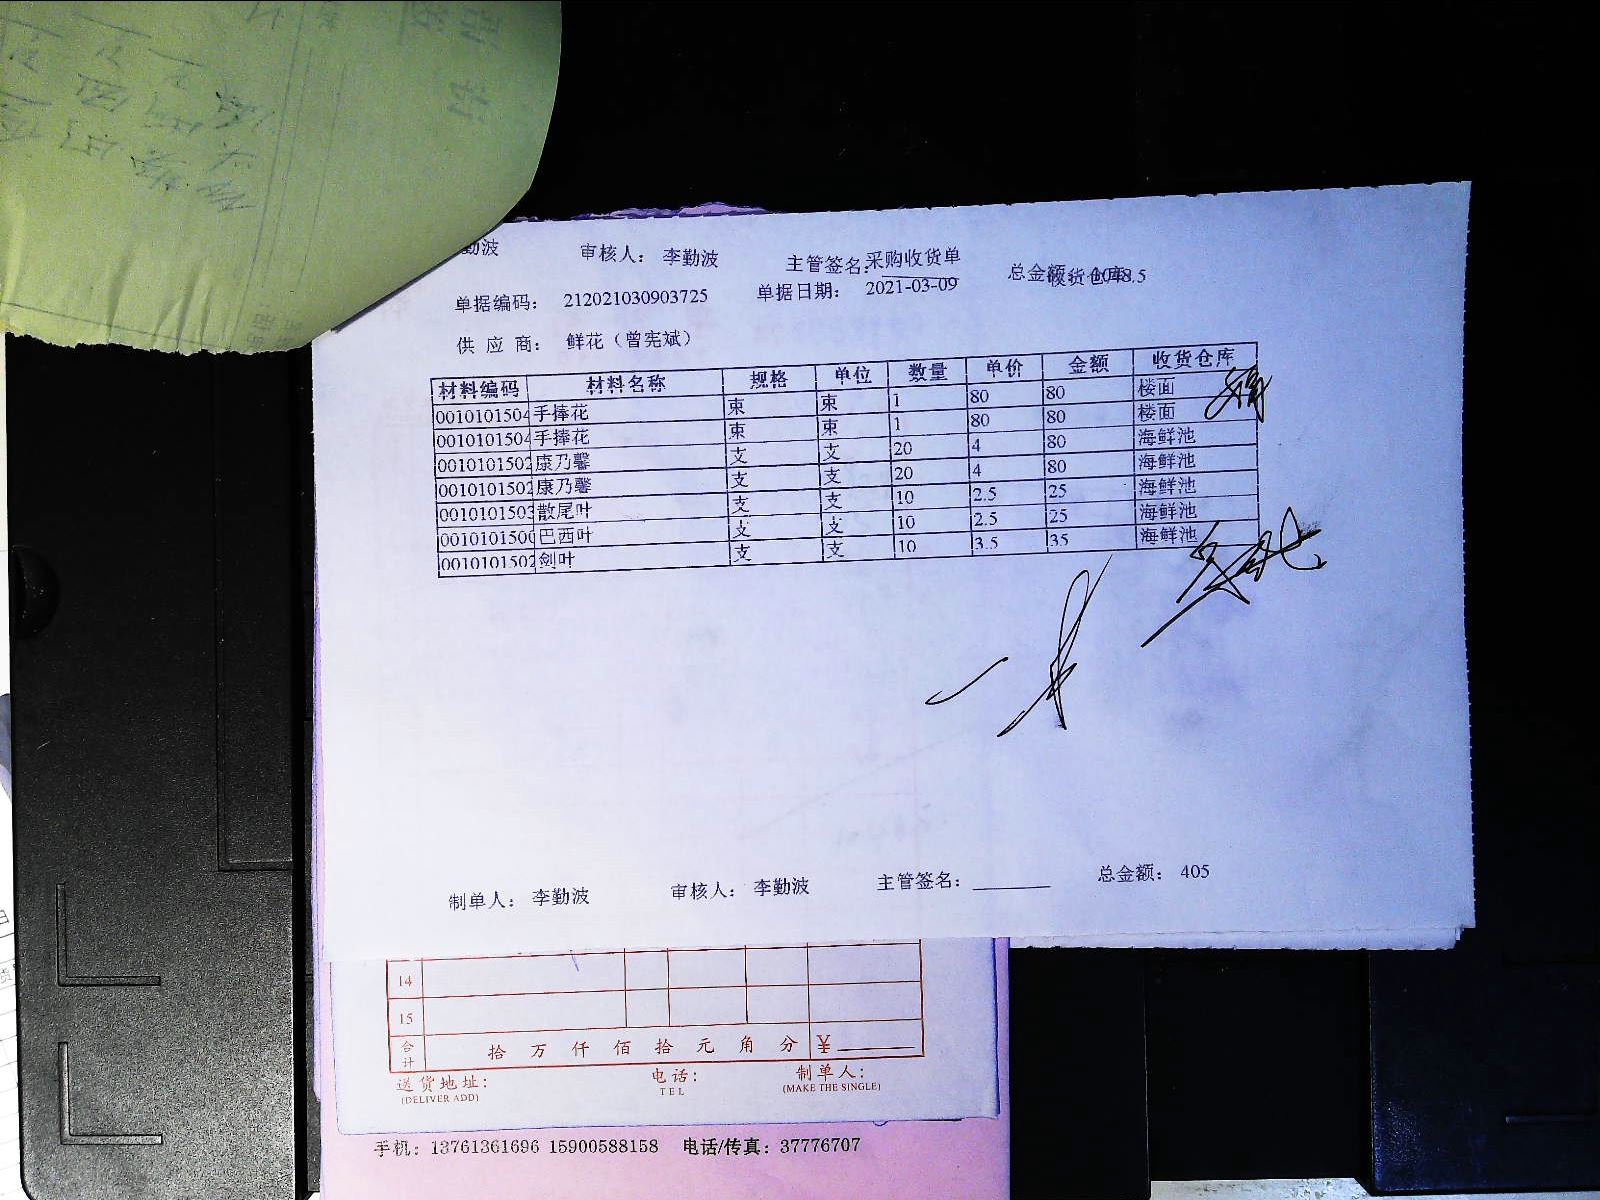 勤波 审核人： 李勤波 主管签名： 总金额：
采购收货单
单据编码： 212021030903725 单据日期： 2021-03-09 收货仓库
供 应 商： 鲜花（曾宪斌）
材料编码 材料名称 规格 单位 数量 单价 金额 收货仓库
0010101504 手捧花 束 束 1 80 80 楼面
0010101504 手捧花 束 束 1 80 80 楼面
0010101502 康乃馨 支 支 20 4 80 海鲜池
0010101502 康乃馨 支 支 20 4 80 海鲜池
0010101503 散尾叶 支 支 10 2.5 25 海鲜池
0010101500 巴西叶 支 支 10 2.5 25 海鲜池
0010101502 剑叶 支 支 10 3.5 35 海鲜池
制单人： 李勤波 审核人： 李勤波 主管签名： 总金额： 405
14
15
合计 拾 万 仟 佰 拾 元 角 分 ¥
送货地址： 电话： 制单人：
(DELIVER ADD) TEL (MAKE THE SINGLE)
手机：13761361696 15900588158 电话/传真：37776707